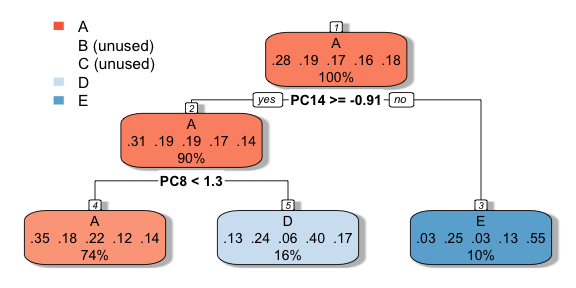 A
B (unused)
C (unused)
D
E
1
A
.28 .19 .17 .16 .18
100%
yes PC14 >= -0.91 no
2
A
.31 .19 .19 .17 .14
90%
PC8 < 1.3
4
A
.35 .18 .22 .12 .14
74%
5
D
.13 .24 .06 .40 .17
16%
3
E
.03 .25 .03 .13 .55
10%